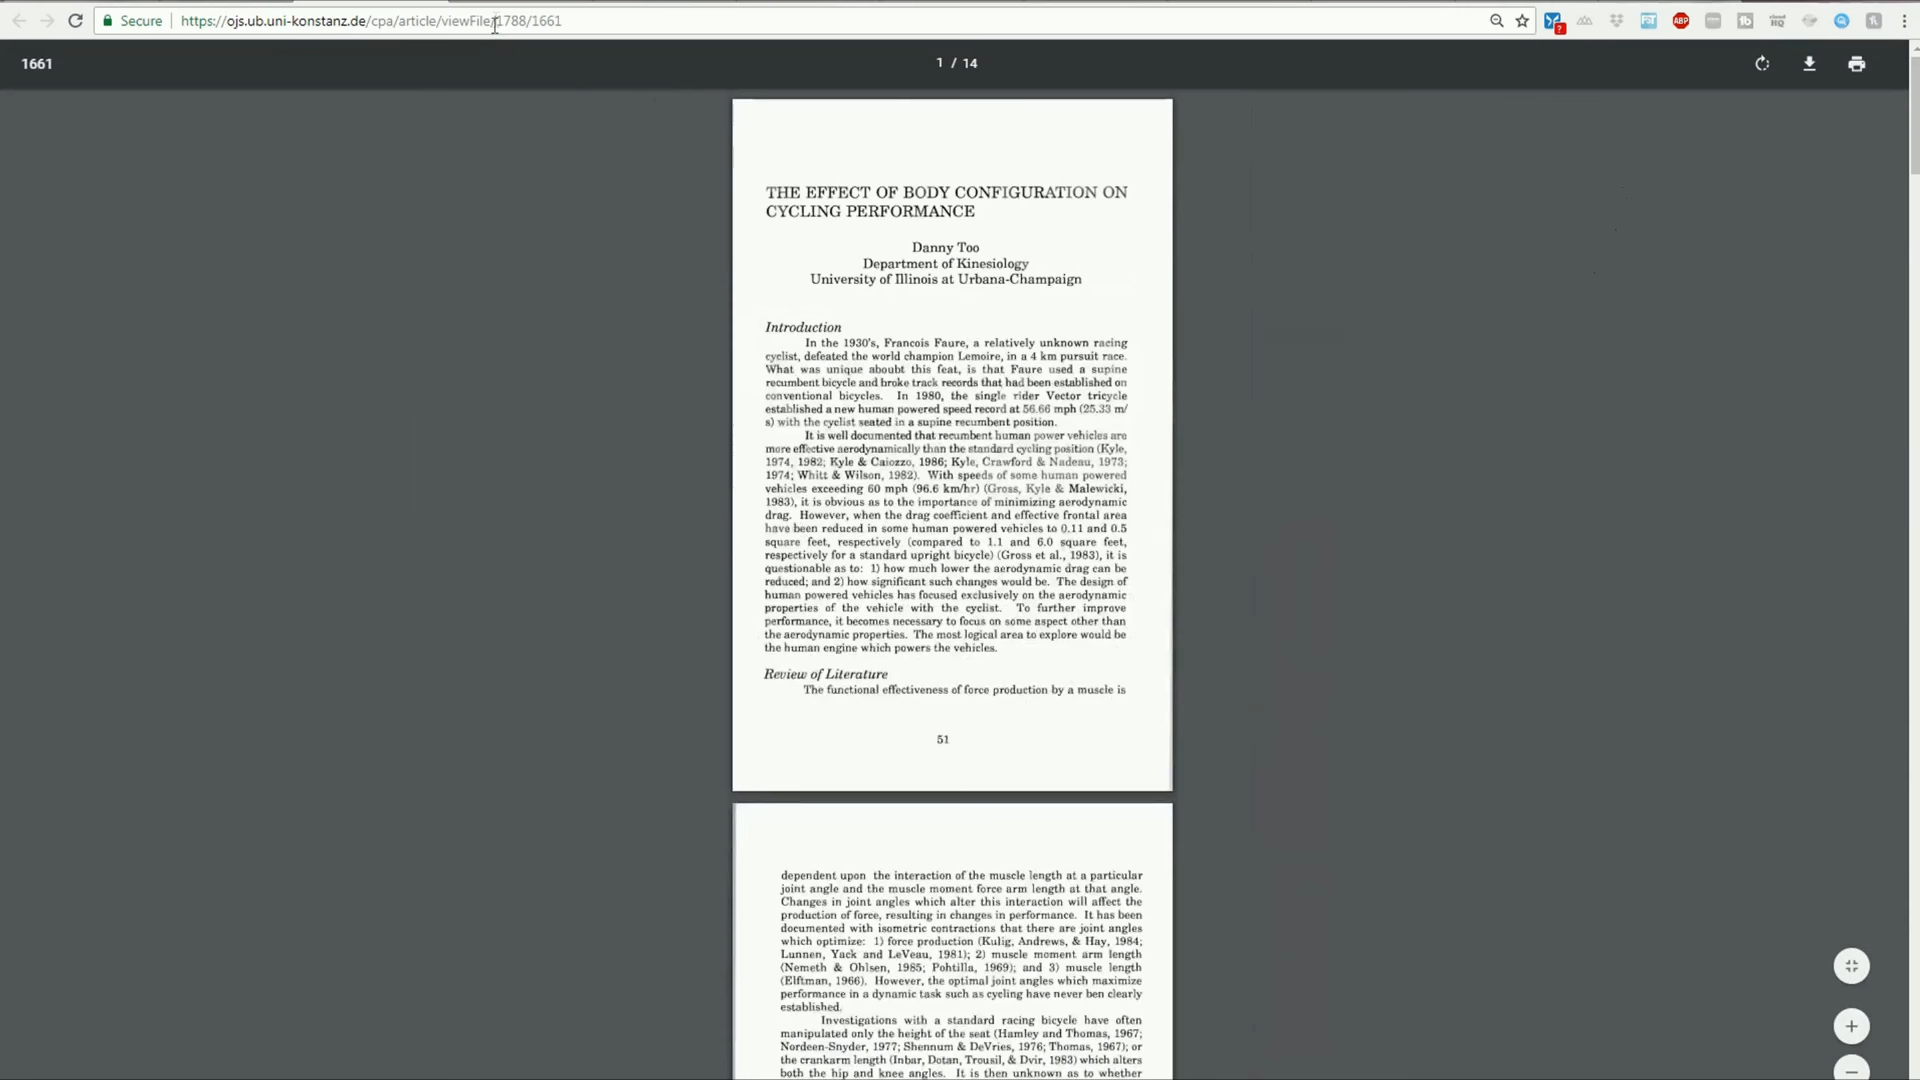 Secure
https://ojs.ub.uni-konstanz.de/cpa/article/viewFile/1788/1661
1661
1 / 14
THE EFFECT OF BODY CONFIGURATION ON
CYCLING PERFORMANCE
Danny Too
Department of Kinesiology
University of Illinois at Urbana-Champaign
Introduction
In the 1930's, Francois Faure, a relatively unknown racing
cyclist, defeated the world champion Lemoire, in a 4 km pursuit race.
What was unique aboubt this feat, is that Faure used a supine
recumbent bicycle and broke track records that had been established on
conventional bicycles. In 1980, the single rider Vector tricycle
established a new human powered speed record at 56.66 mph (25.33 m/
s) with the cyclist seated in a supine recumbent position.
It is well documented that recumbent human power vehicles are
more effective aerodynamically than the standard cycling position (Kyle,
1974, 1982; Kyle & Caiozzo, 1986; Kyle, Crawford & Nadeau, 1973;
1974; Whitt & Wilson, 1982). With speeds of some human powered
vehicles exceeding 60 mph (96.6 km/hr) (Gross, Kyle & Malewicki,
1983), it is obvious as to the importance of minimizing aerodynamic
drag. However, when the drag coefficient and effective frontal area
have been reduced in some human powered vehicles to 0.11 and 0.5
square feet, respectively (compared to 1.1 and 6.0 square feet,
respectively for a standard upright bicycle) (Gross et al., 1983), it is
questionable as to: 1) how much lower the aerodynamic drag can be
reduced; and 2) how significant such changes would be. The design of
human powered vehicles has focused exclusively on the aerodynamic
properties of the vehicle with the cyclist. To further improve
performance, it becomes necessary to focus on some aspect other than
the aerodynamic properties. The most logical area to explore would be
the human engine which powers the vehicles.
Review of Literature
The functional effectiveness of force production by a muscle is
51
dependent upon the interaction of the muscle length at a particular
joint angle and the muscle moment force arm length at that angle.
Changes in joint angles which alter this interaction will affect the
production of force, resulting in changes in performance. It has been
documented with isometric contractions that there are joint angles
which optimize: 1) force production (Kulig, Andrews, & Hay, 1984;
Lunnen, Yack and LeVeau, 1981); 2) muscle moment arm length
(Nemeth & Ohlsen, 1985; Pohtilla, 1969); and 3) muscle length
(Elftman, 1966). However, the optimal joint angles which maximize
performance in a dynamic task such as cycling have never ben clearly
established.
Investigations with a standard racing bicycle have often
manipulated only the height of the seat (Hamley and Thomas, 1967;
Nordeen-Snyder, 1977; Shennum & DeVries, 1976; Thomas, 1967); or
the crankarm length (Inbar, Dotan, Trousil, & Dvir, 1983) which alters
both the hip and knee angles. It is then unknown as to whether